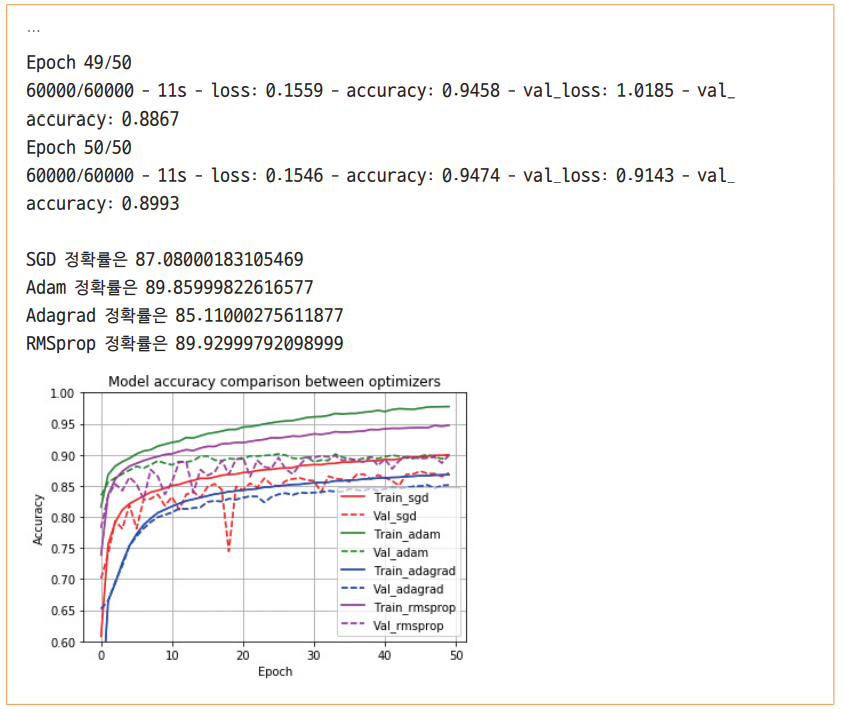 ...
Epoch 49/50
60000/60000 - 11s - loss: 0.1559 - accuracy: 0.9458 - val_loss: 1.0185 - val_
accuracy: 0.8867
Epoch 50/50
60000/60000 - 11s - loss: 0.1546 - accuracy: 0.9474 - val_loss: 0.9143 - val_
accuracy: 0.8993
SGD 정확률은 87.08000183105469
Adam 정확률은 89.85999822616577
Adagrad 정확률은 85.11000275611877
RMSprop 정확률은 89.92999792098999
Model accuracy comparison between optimizers
1.00
0.95
0.90
0.85
0.80
0.75
0.70
0.65
0.60
Accuracy
Train_sgd
Val_sgd
Train_adam
Val_adam
Train_adagrad
Val_adagrad
Train_rmsprop
Val_rmsprop
0 10 20 30 40 50
Epoch